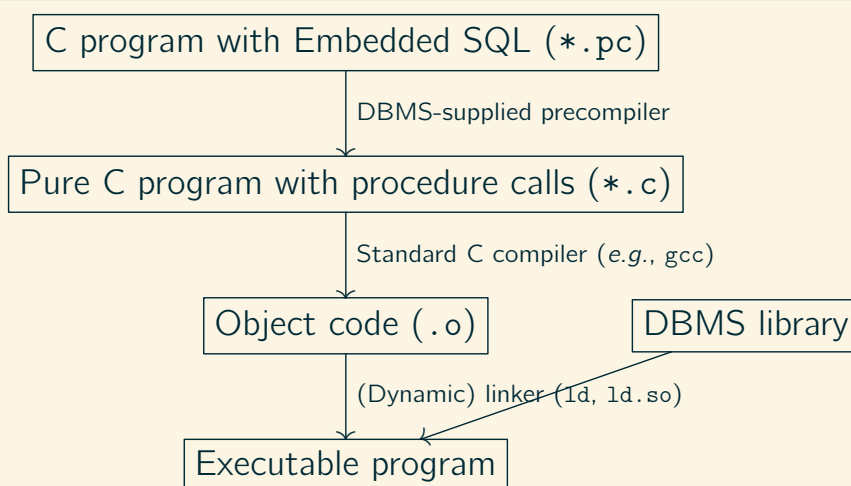 C program with Embedded SQL (*.pc)
DBMS-supplied precompiler
Pure C program with procedure calls (*.c)
Standard C compiler (e.g., gcc)
Object code (.o)
DBMS library
(Dynamic) linker (ld, ld.so)
Executable program